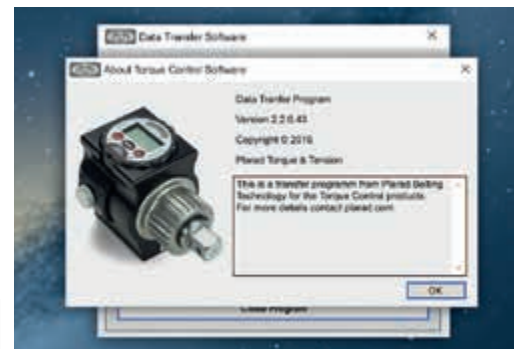 Data Transfer Software
About Torque Control Software
Data Tranfer Program
Version 2.2.6.43
Copyright © 2016
Plarad Torque & Tension
This is a transfer programm from Plarad Bolting
Technology for the Torque Control products.
For more details contact plarad.com
OK
Close Program